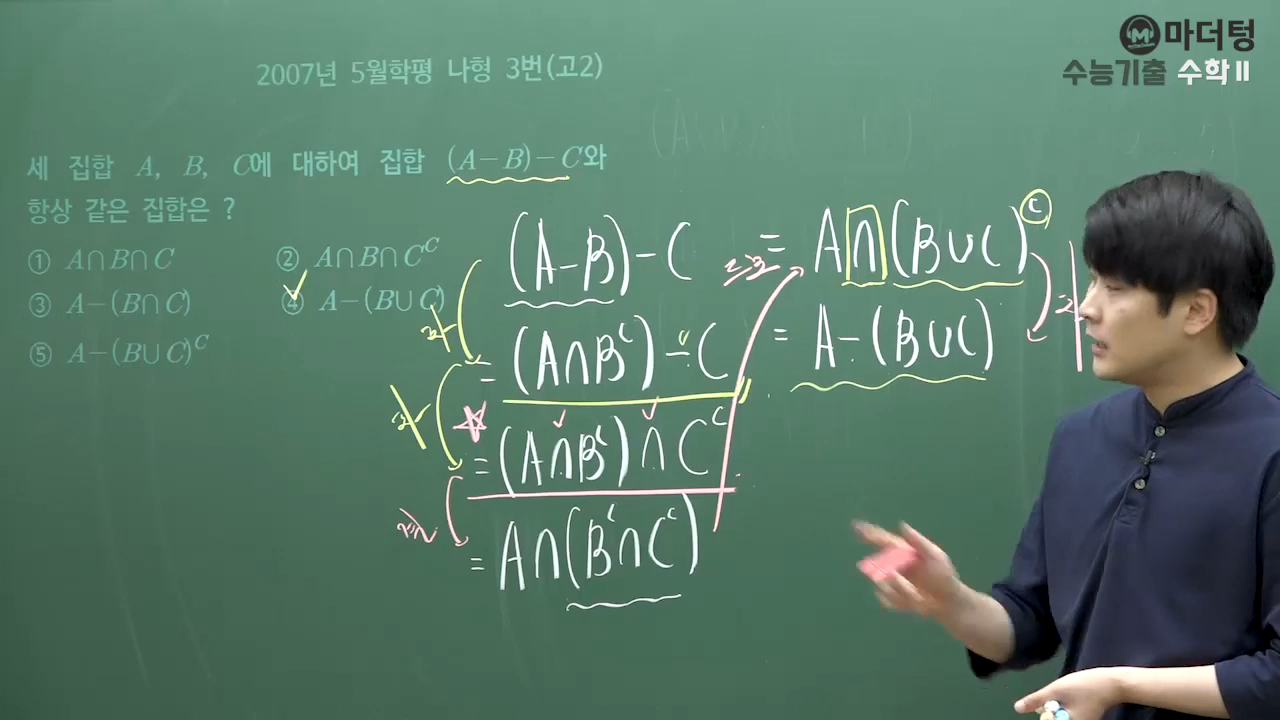 마더텅
수능기출 수학 II
2007년 5월학평 나형 3번(고2)
세 집합 A, B, C에 대하여 집합 (A-B)-C와
항상 같은 집합은 ?
① A∩B∩C ② A∩B∩C^C
③ A-(B∩C) ④ A-(B∪C)
⑤ A-(B∪C)^C
(A-B)-C
= (A∩B^C)-C
= (A∩B^C)∩C^C
= A∩(B^C∩C^C)
= A∩(B∪C)^C
= A-(B∪C)